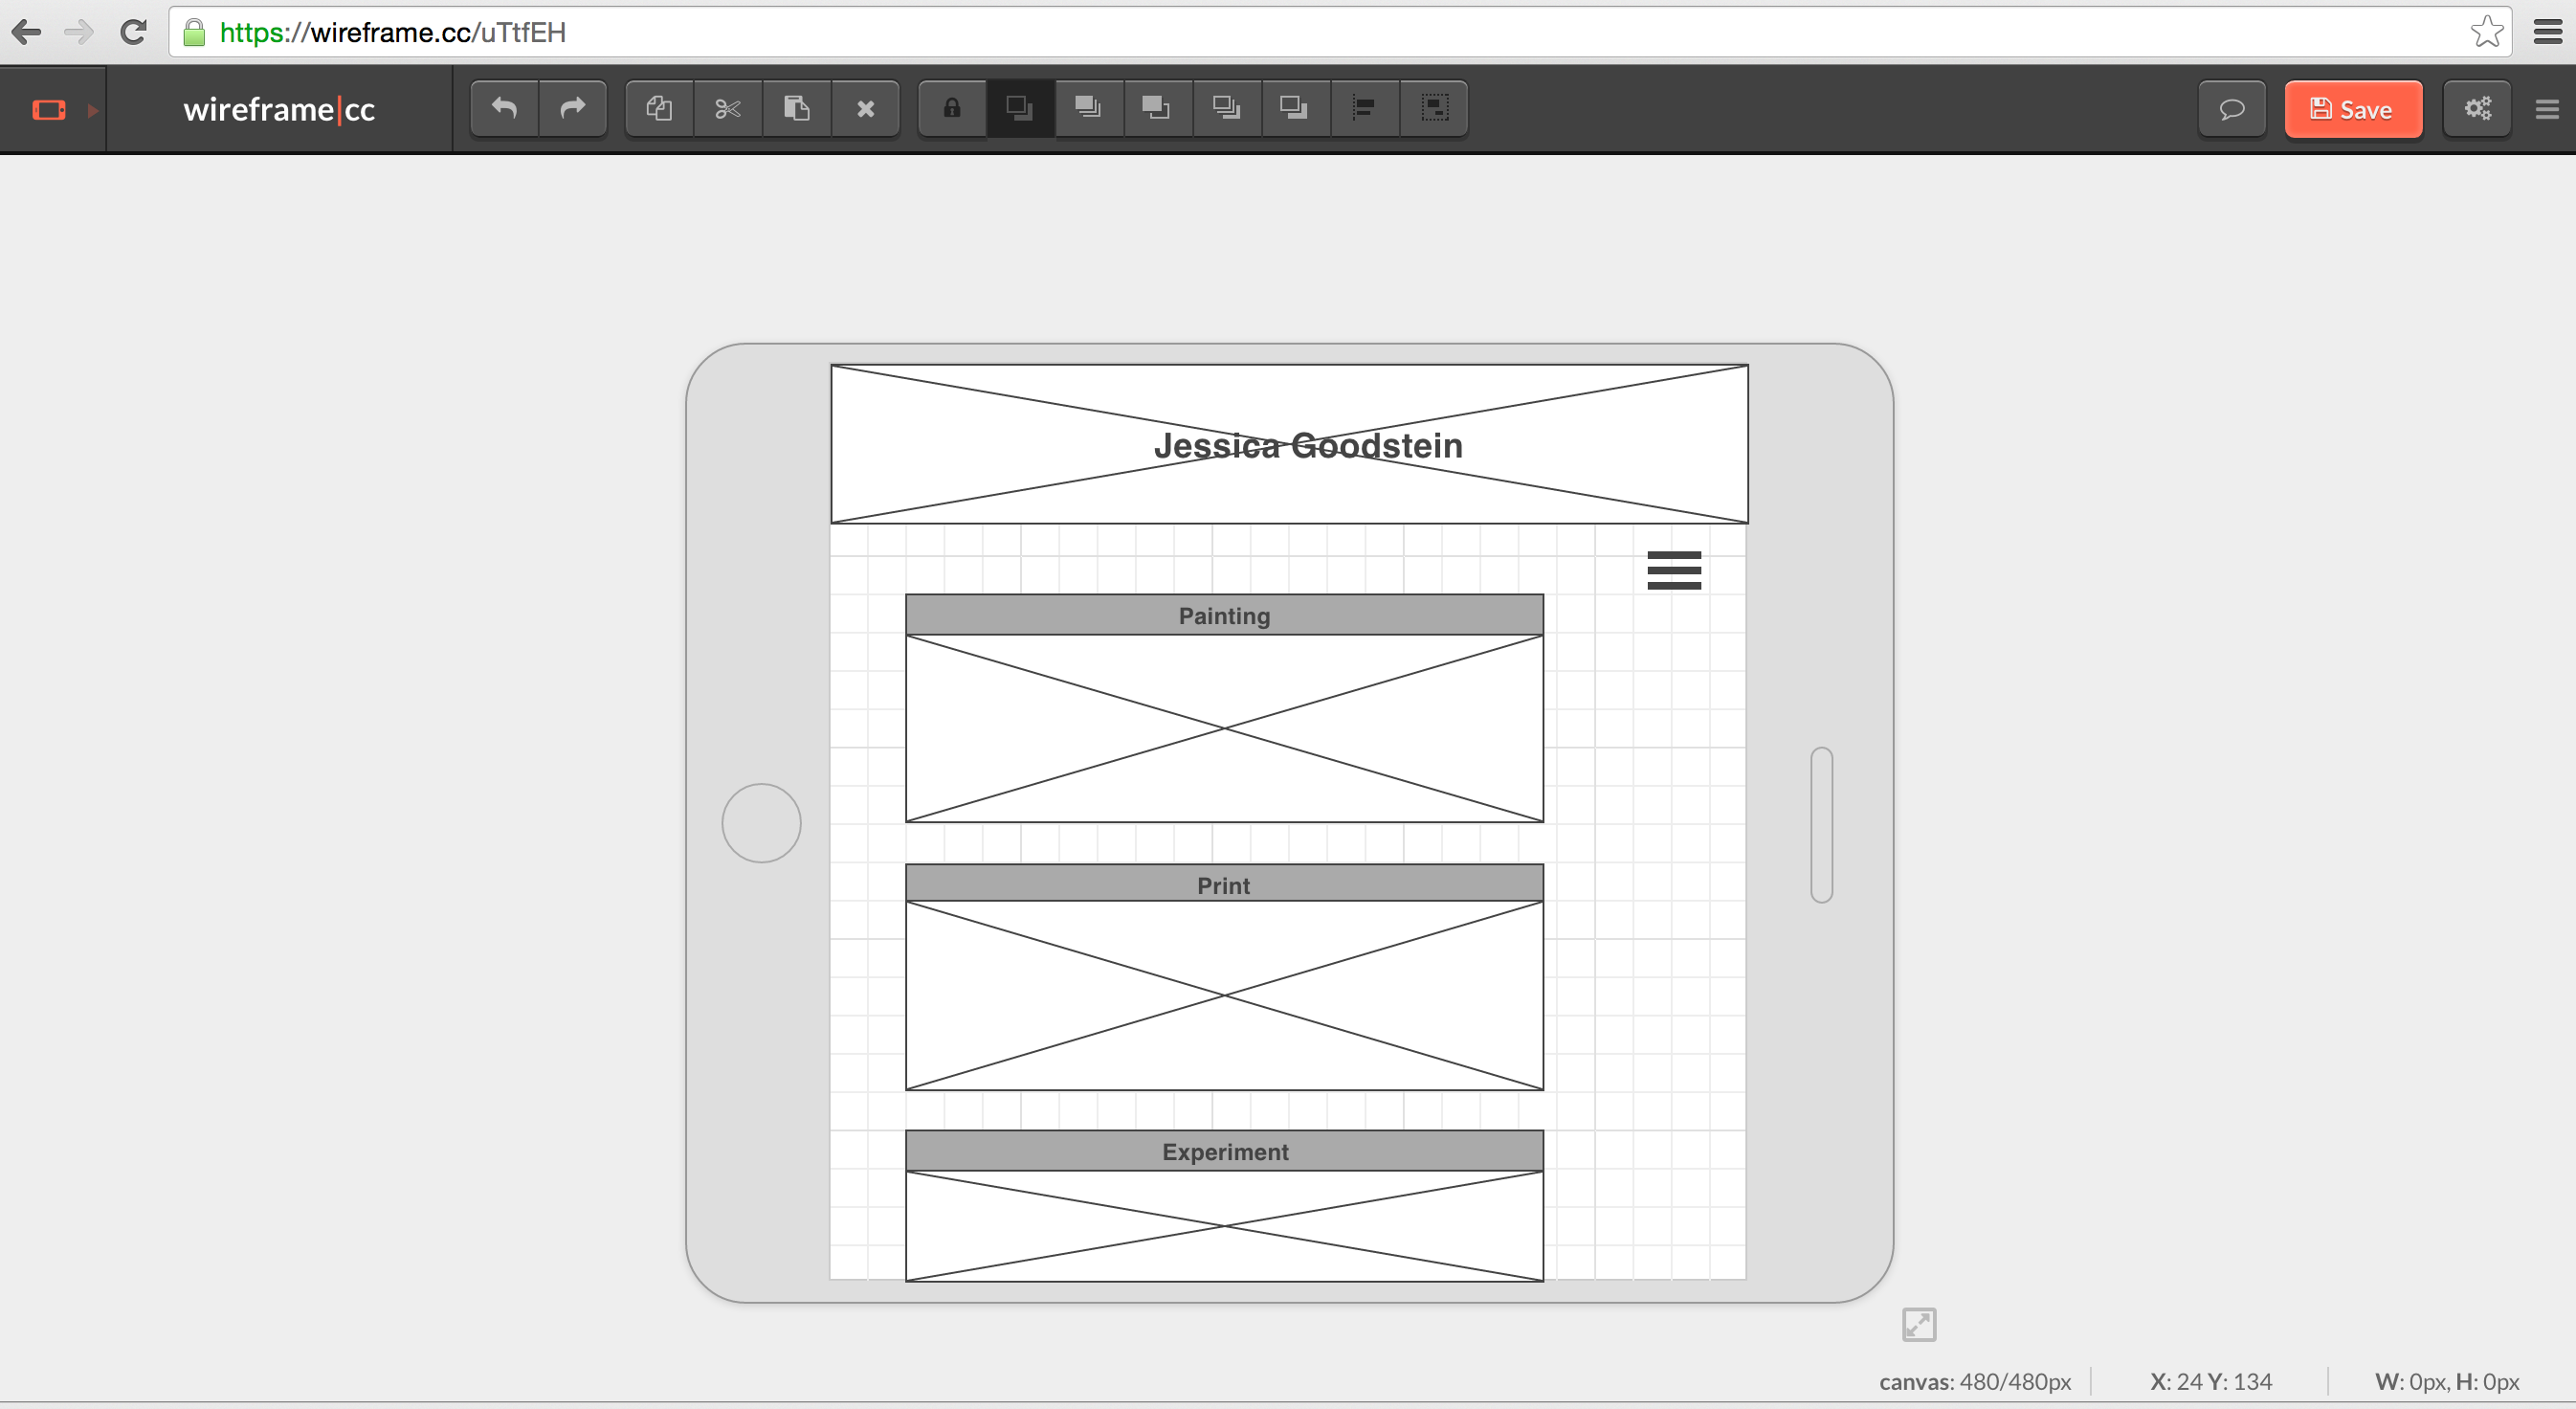 https://wireframe.cc/uTtfEH
wireframe|cc
Save
Jessica Goodstein
Painting
Print
Experiment
canvas: 480/480px
X: 24 Y: 134
W: 0px, H: 0px